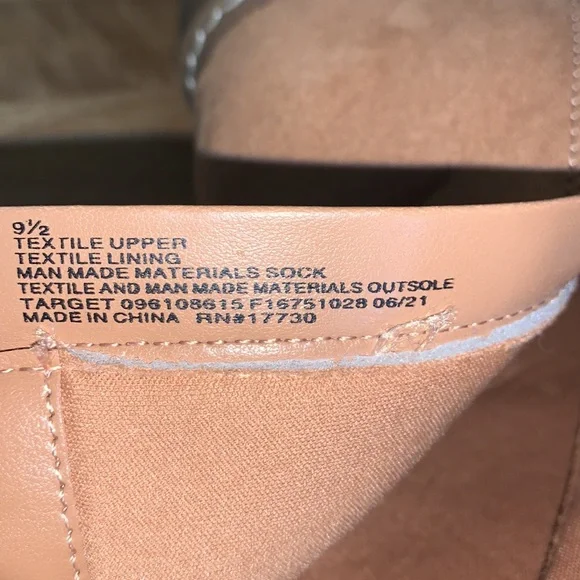 9½
TEXTILE UPPER
TEXTILE LINING
MAN MADE MATERIALS SOCK
TEXTILE AND MAN MADE MATERIALS OUTSOLE
TARGET 096108615 F16751028 06/21
MADE IN CHINA RN#17730